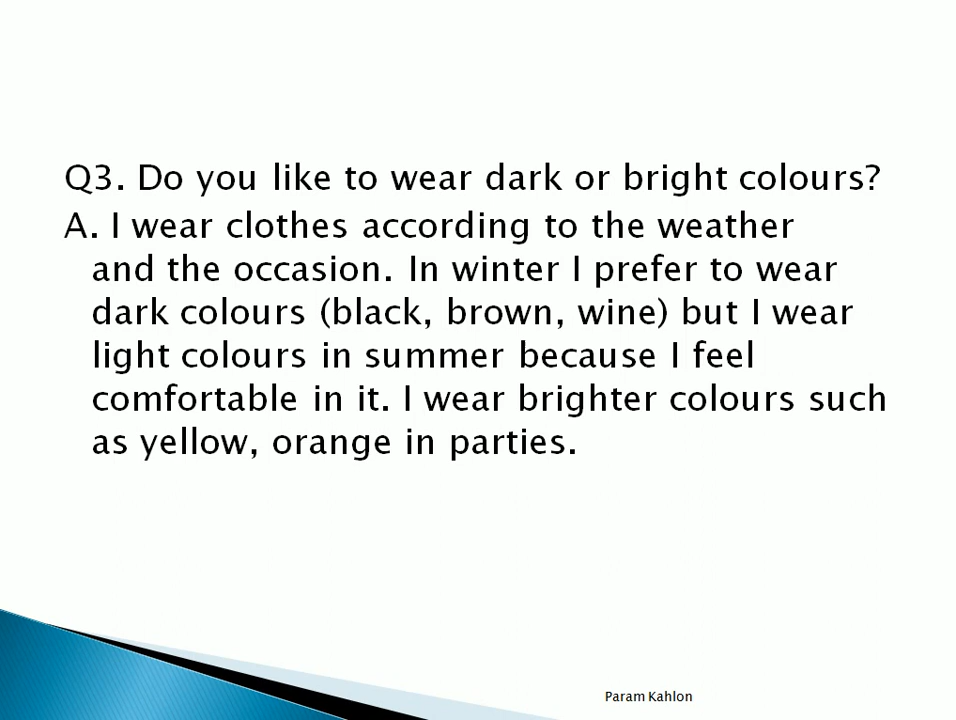 Q3. Do you like to wear dark or bright colours?
A. I wear clothes according to the weather
and the occasion. In winter I prefer to wear
dark colours (black, brown, wine) but I wear
light colours in summer because I feel
comfortable in it. I wear brighter colours such
as yellow, orange in parties.
Param Kahlon